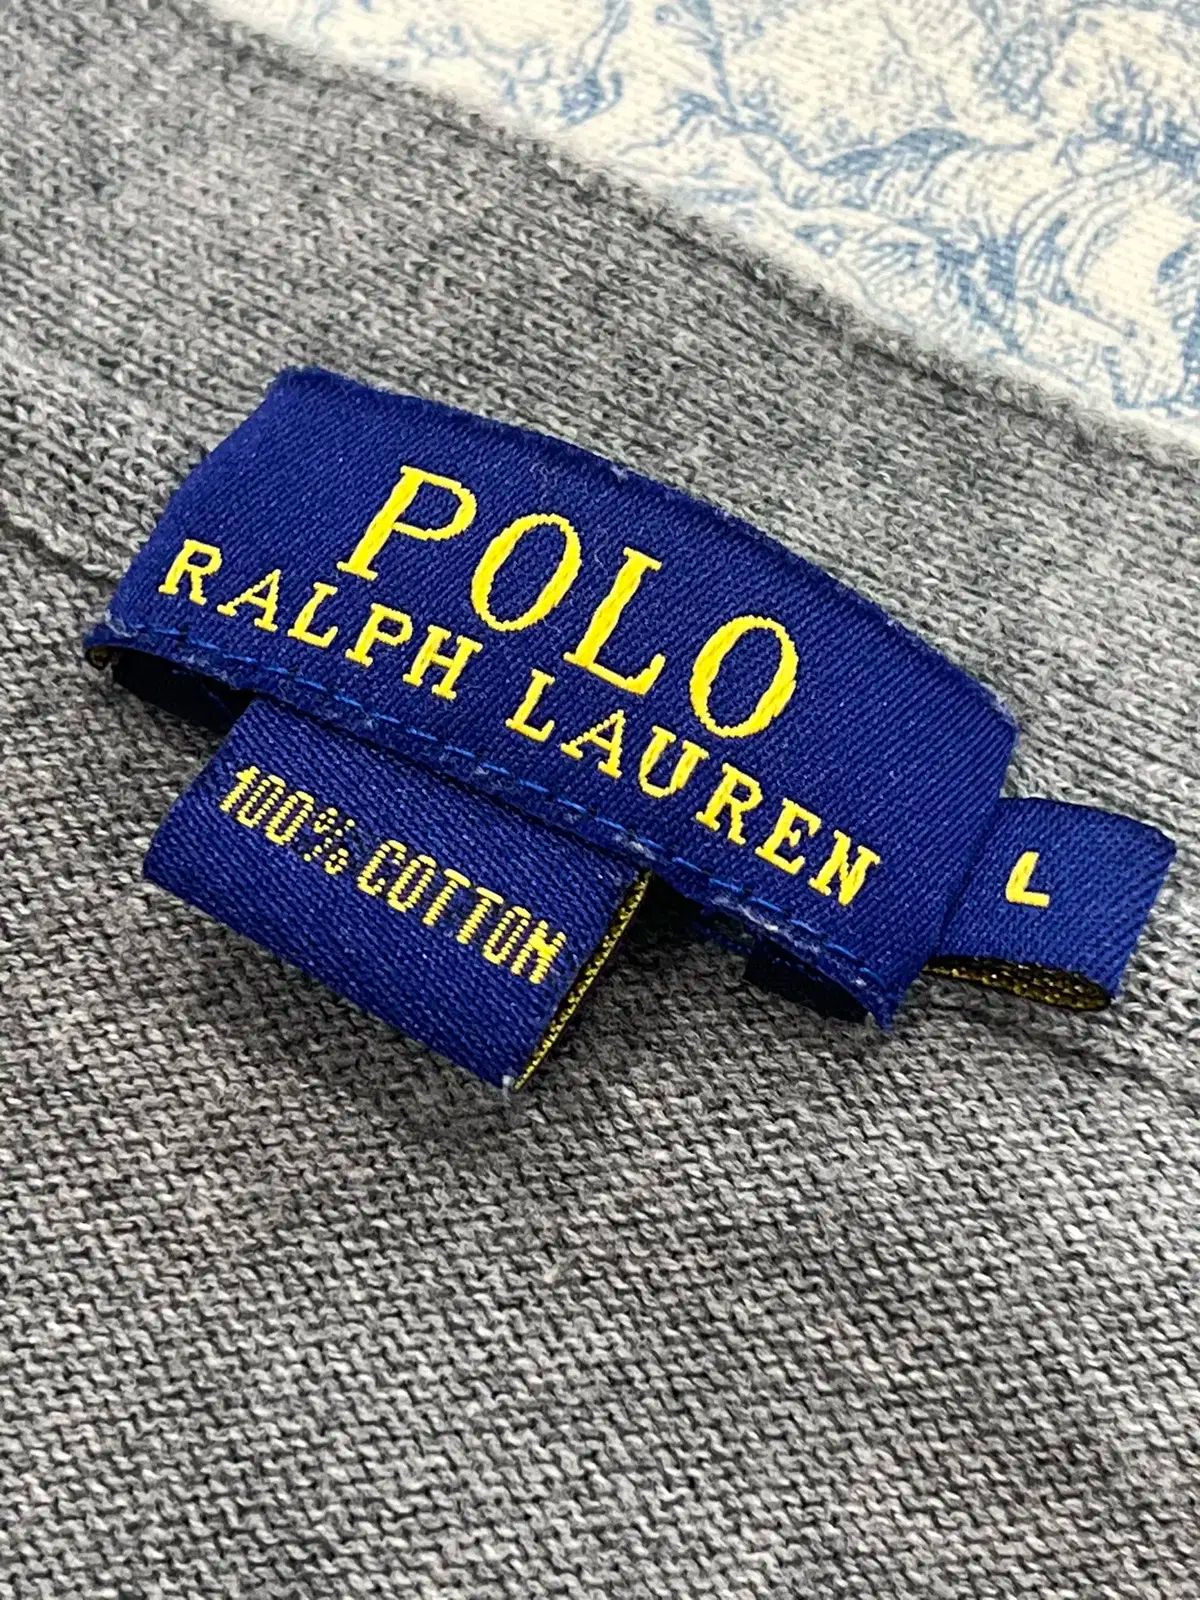 POLO
RALPH LAUREN
L
100% COTTON